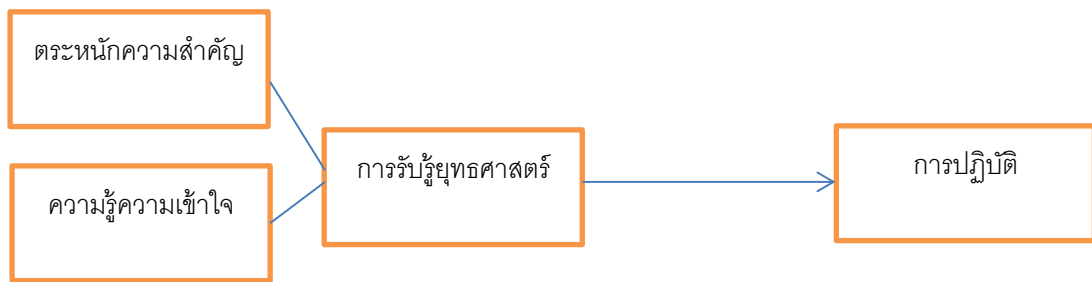 ตระหนักความสำคัญ
ความรู้ความเข้าใจ
การรับรู้ยุทธศาสตร์
การปฏิบัติ